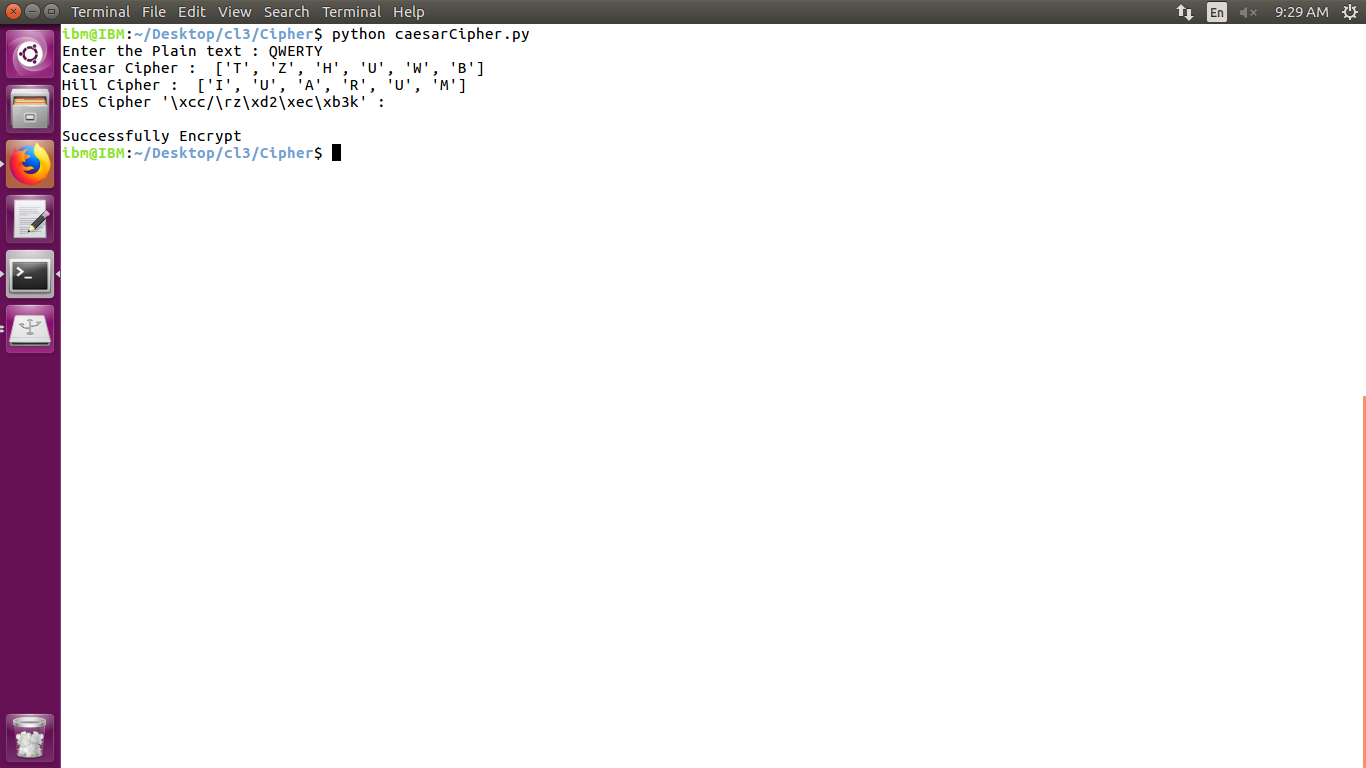 Terminal File Edit View Search Terminal Help En 9:29 AM
ibm@IBM:~/Desktop/cl3/Cipher$ python caesarCipher.py
Enter the Plain text : QWERTY
Caesar Cipher :  ['T', 'Z', 'H', 'U', 'W', 'B']
Hill Cipher :  ['I', 'U', 'A', 'R', 'U', 'M']
DES Cipher '\xcc/\rz\xd2\xec\xb3k' :
Successfully Encrypt
ibm@IBM:~/Desktop/cl3/Cipher$